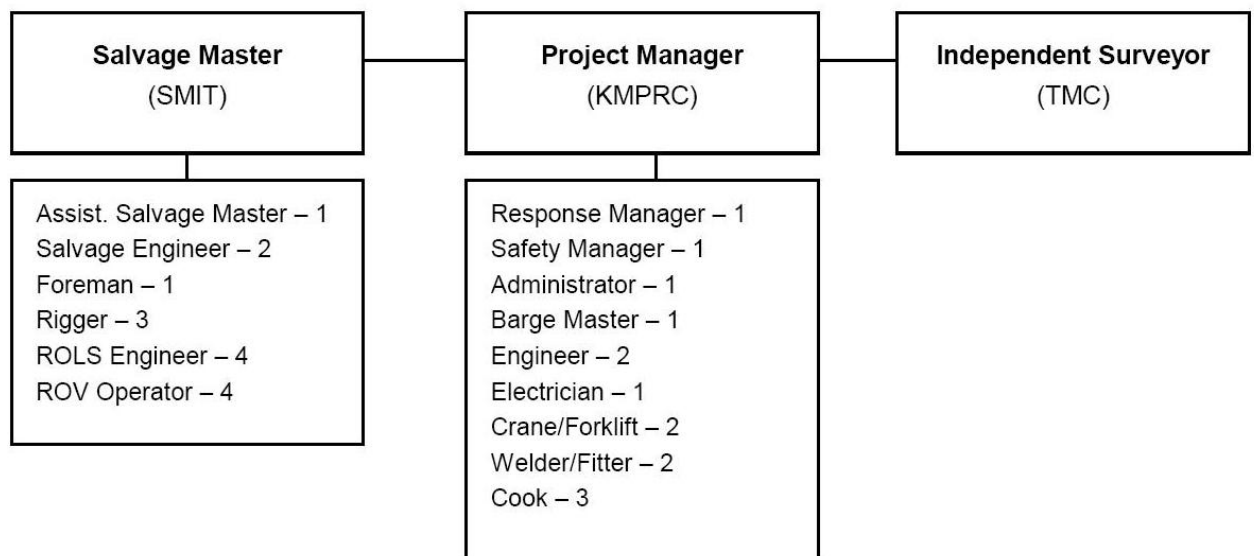 Salvage Master
(SMIT)
Project Manager
(KMPRC)
Independent Surveyor
(TMC)
Assist. Salvage Master – 1
Salvage Engineer – 2
Foreman – 1
Rigger – 3
ROLS Engineer – 4
ROV Operator – 4
Response Manager – 1
Safety Manager – 1
Administrator – 1
Barge Master – 1
Engineer – 2
Electrician – 1
Crane/Forklift – 2
Welder/Fitter – 2
Cook – 3